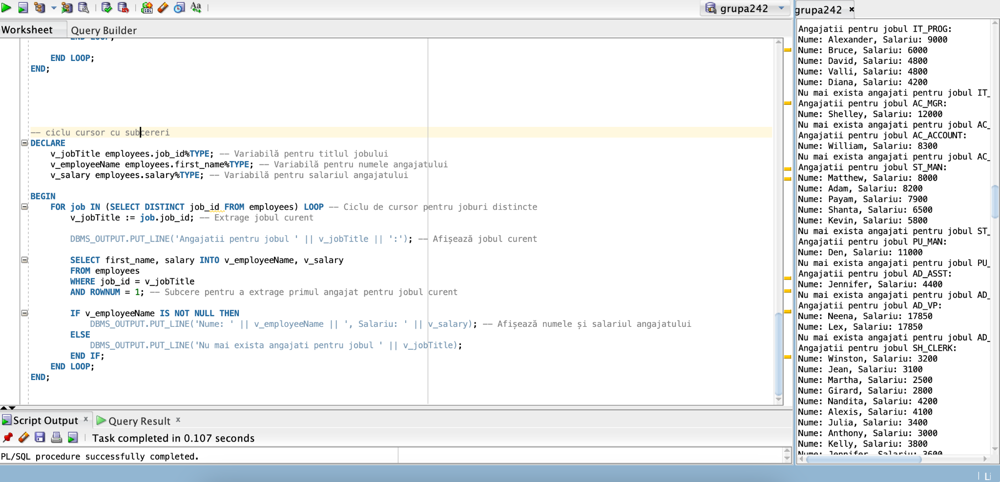 grupa242
Worksheet
Query Builder
END LOOP;
END LOOP;
END;
-- ciclu cursor cu subcereri
DECLARE
v_jobTitle employees.job_id%TYPE; -- Variabilă pentru titlul jobului
v_employeeName employees.first_name%TYPE; -- Variabilă pentru numele angajatului
v_salary employees.salary%TYPE; -- Variabilă pentru salariul angajatului
BEGIN
FOR job IN (SELECT DISTINCT job_id FROM employees) LOOP -- Ciclu de cursor pentru joburi distincte
v_jobTitle := job.job_id; -- Extrage jobul curent
DBMS_OUTPUT.PUT_LINE('Angajatii pentru jobul ' || v_jobTitle || ':'); -- Afișează jobul curent
SELECT first_name, salary INTO v_employeeName, v_salary
FROM employees
WHERE job_id = v_jobTitle
AND ROWNUM = 1; -- Subcere pentru a extrage primul angajat pentru jobul curent
IF v_employeeName IS NOT NULL THEN
DBMS_OUTPUT.PUT_LINE('Nume: ' || v_employeeName || ', Salariu: ' || v_salary); -- Afișează numele și salariul angajatului
ELSE
DBMS_OUTPUT.PUT_LINE('Nu mai exista angajati pentru jobul ' || v_jobTitle);
END IF;
END LOOP;
END;
Script Output x
Query Result x
Task completed in 0.107 seconds
PL/SQL procedure successfully completed.
grupa242 ×
Angajatii pentru jobul IT_PROG:
Nume: Alexander, Salariu: 9000
Nume: Bruce, Salariu: 6000
Nume: David, Salariu: 4800
Nume: Valli, Salariu: 4800
Nume: Diana, Salariu: 4200
Nu mai exista angajati pentru jobul IT_
Angajatii pentru jobul AC_MGR:
Nume: Shelley, Salariu: 12000
Nu mai exista angajati pentru jobul AC_
Angajatii pentru jobul AC_ACCOUNT:
Nume: William, Salariu: 8300
Nu mai exista angajati pentru jobul AC_
Angajatii pentru jobul ST_MAN:
Nume: Matthew, Salariu: 8000
Nume: Adam, Salariu: 8200
Nume: Payam, Salariu: 7900
Nume: Shanta, Salariu: 6500
Nume: Kevin, Salariu: 5800
Nu mai exista angajati pentru jobul ST_
Angajatii pentru jobul PU_MAN:
Nume: Den, Salariu: 11000
Nu mai exista angajati pentru jobul PU_
Angajatii pentru jobul AD_ASST:
Nume: Jennifer, Salariu: 4400
Nu mai exista angajati pentru jobul AD_
Angajatii pentru jobul AD_VP:
Nume: Neena, Salariu: 17850
Nume: Lex, Salariu: 17850
Nu mai exista angajati pentru jobul AD_
Angajatii pentru jobul SH_CLERK:
Nume: Winston, Salariu: 3200
Nume: Jean, Salariu: 3100
Nume: Martha, Salariu: 2500
Nume: Girard, Salariu: 2800
Nume: Nandita, Salariu: 4200
Nume: Alexis, Salariu: 4100
Nume: Julia, Salariu: 3400
Nume: Anthony, Salariu: 3000
Nume: Kelly, Salariu: 3800
Nume: Jennifer, Salariu: 3600